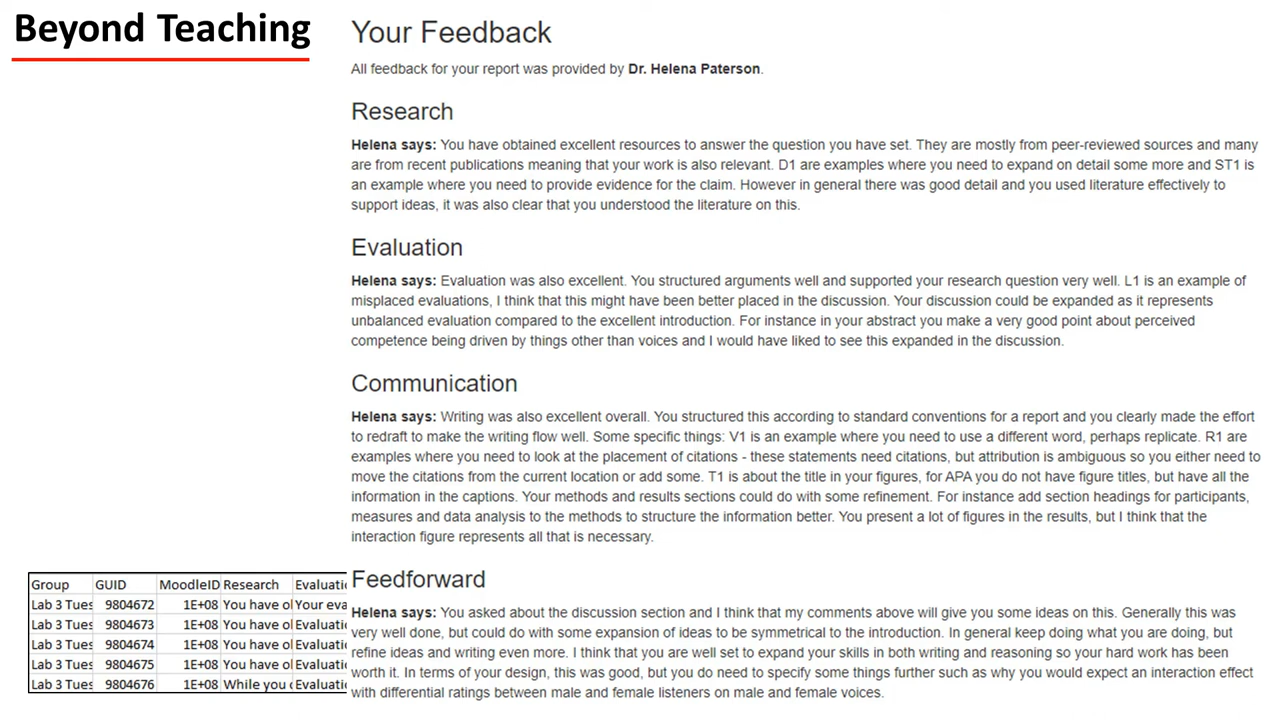 Beyond Teaching
Your Feedback
All feedback for your report was provided by Dr. Helena Paterson.
Research
Helena says: You have obtained excellent resources to answer the question you have set. They are mostly from peer-reviewed sources and many
are from recent publications meaning that your work is also relevant. D1 are examples where you need to expand on detail some more and ST1 is
an example where you need to provide evidence for the claim. However in general there was good detail and you used literature effectively to
support ideas, it was also clear that you understood the literature on this.
Evaluation
Helena says: Evaluation was also excellent. You structured arguments well and supported your research question very well. L1 is an example of
misplaced evaluations, I think that this might have been better placed in the discussion. Your discussion could be expanded as it represents
unbalanced evaluation compared to the excellent introduction. For instance in your abstract you make a very good point about perceived
competence being driven by things other than voices and I would have liked to see this expanded in the discussion.
Communication
Helena says: Writing was also excellent overall. You structured this according to standard conventions for a report and you clearly made the effort
to redraft to make the writing flow well. Some specific things: V1 is an example where you need to use a different word, perhaps replicate. R1 are
examples where you need to look at the placement of citations - these statements need citations, but attribution is ambiguous so you either need to
move the citations from the current location or add some. T1 is about the title in your figures, for APA you do not have figure titles, but have all the
information in the captions. Your methods and results sections could do with some refinement. For instance add section headings for participants,
measures and data analysis to the methods to structure the information better. You present a lot of figures in the results, but I think that the
interaction figure represents all that is necessary.
Feedforward
Helena says: You asked about the discussion section and I think that my comments above will give you some ideas on this. Generally this was
very well done, but could do with some expansion of ideas to be symmetrical to the introduction. In general keep doing what you are doing, but
refine ideas and writing even more. I think that you are well set to expand your skills in both writing and reasoning so your hard work has been
worth it. In terms of your design, this was good, but you do need to specify some things further such as why you would expect an interaction effect
with differential ratings between male and female listeners on male and female voices.
Group GUID MoodleID Research Evaluatio
Lab 3 Tues 9804672 1E+08 You have ol Your eva
Lab 3 Tues 9804673 1E+08 You have ol Evaluatio
Lab 3 Tues 9804674 1E+08 You have ol Evaluatio
Lab 3 Tues 9804675 1E+08 You have ol Evaluatio
Lab 3 Tues 9804676 1E+08 While you Evaluatio